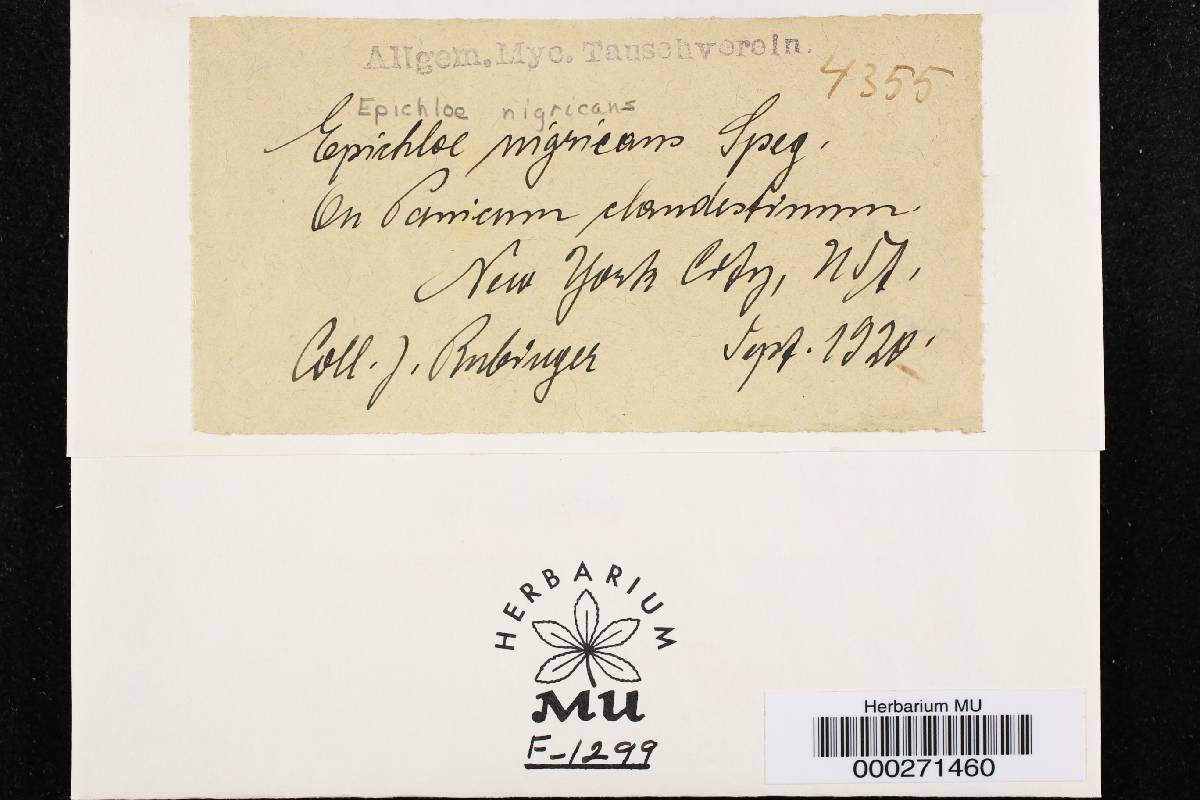 Allgem. Myc. Tauschverein.
4355
Epichloe nigricans
Epichloe nigricans Speg.
On Panicum clandestinum.
New York City, N.Y.
Coll. J. Rubinger Sept. 1920.
HERBARIUM
MU
F-1299
Herbarium MU
000271460